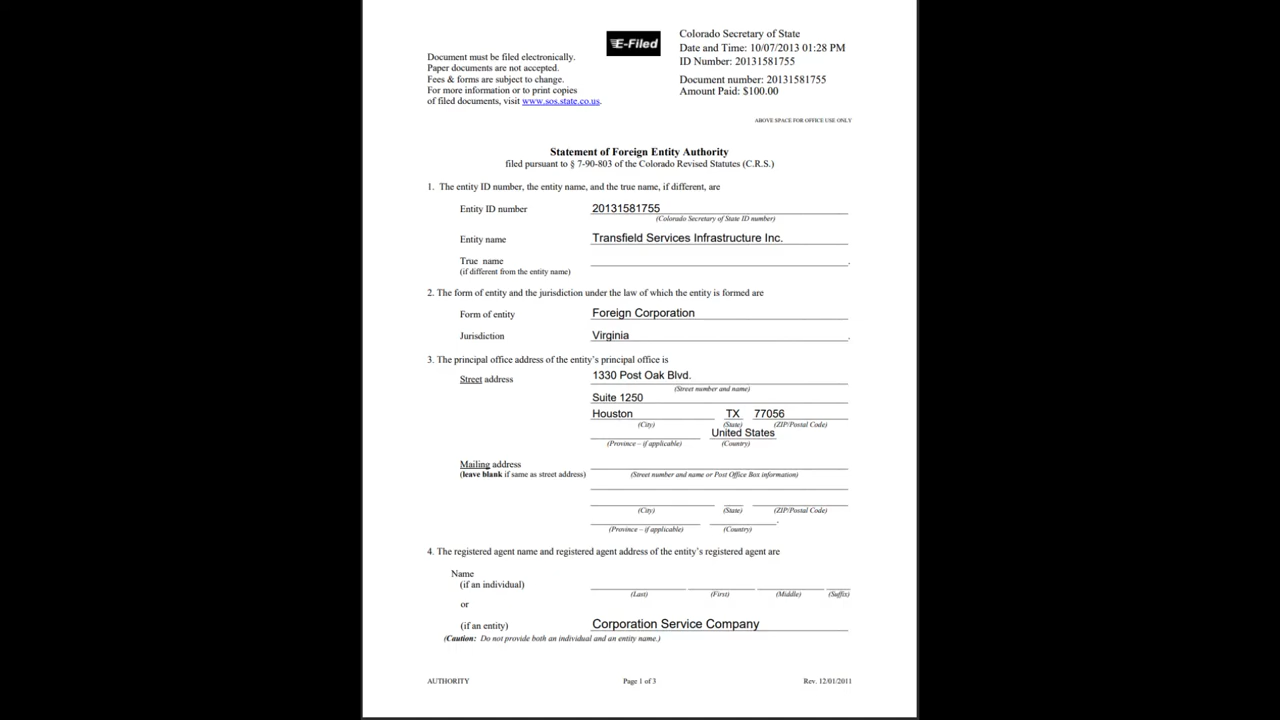 E-Filed
Colorado Secretary of State
Date and Time: 10/07/2013 01:28 PM
ID Number: 20131581755
Document number: 20131581755
Amount Paid: $100.00
Document must be filed electronically.
Paper documents are not accepted.
Fees & forms are subject to change.
For more information or to print copies
of filed documents, visit www.sos.state.co.us.
ABOVE SPACE FOR OFFICE USE ONLY
Statement of Foreign Entity Authority
filed pursuant to § 7-90-803 of the Colorado Revised Statutes (C.R.S.)
1. The entity ID number, the entity name, and the true name, if different, are
Entity ID number 20131581755
(Colorado Secretary of State ID number)
Entity name Transfield Services Infrastructure Inc.
True name
(if different from the entity name)
2. The form of entity and the jurisdiction under the law of which the entity is formed are
Form of entity Foreign Corporation
Jurisdiction Virginia.
3. The principal office address of the entity's principal office is
Street address 1330 Post Oak Blvd.
(Street number and name)
Suite 1250
Houston TX 77056
(City) (State) (ZIP/Postal Code)
United States
(Province – if applicable) (Country)
Mailing address
(leave blank if same as street address) (Street number and name or Post Office Box information)
(City) (State) (ZIP/Postal Code)
(Province – if applicable) (Country)
4. The registered agent name and registered agent address of the entity's registered agent are
Name
(if an individual)
(Last) (First) (Middle) (Suffix)
or
(if an entity) Corporation Service Company
(Caution: Do not provide both an individual and an entity name.)
AUTHORITY Page 1 of 3 Rev. 12/01/2011